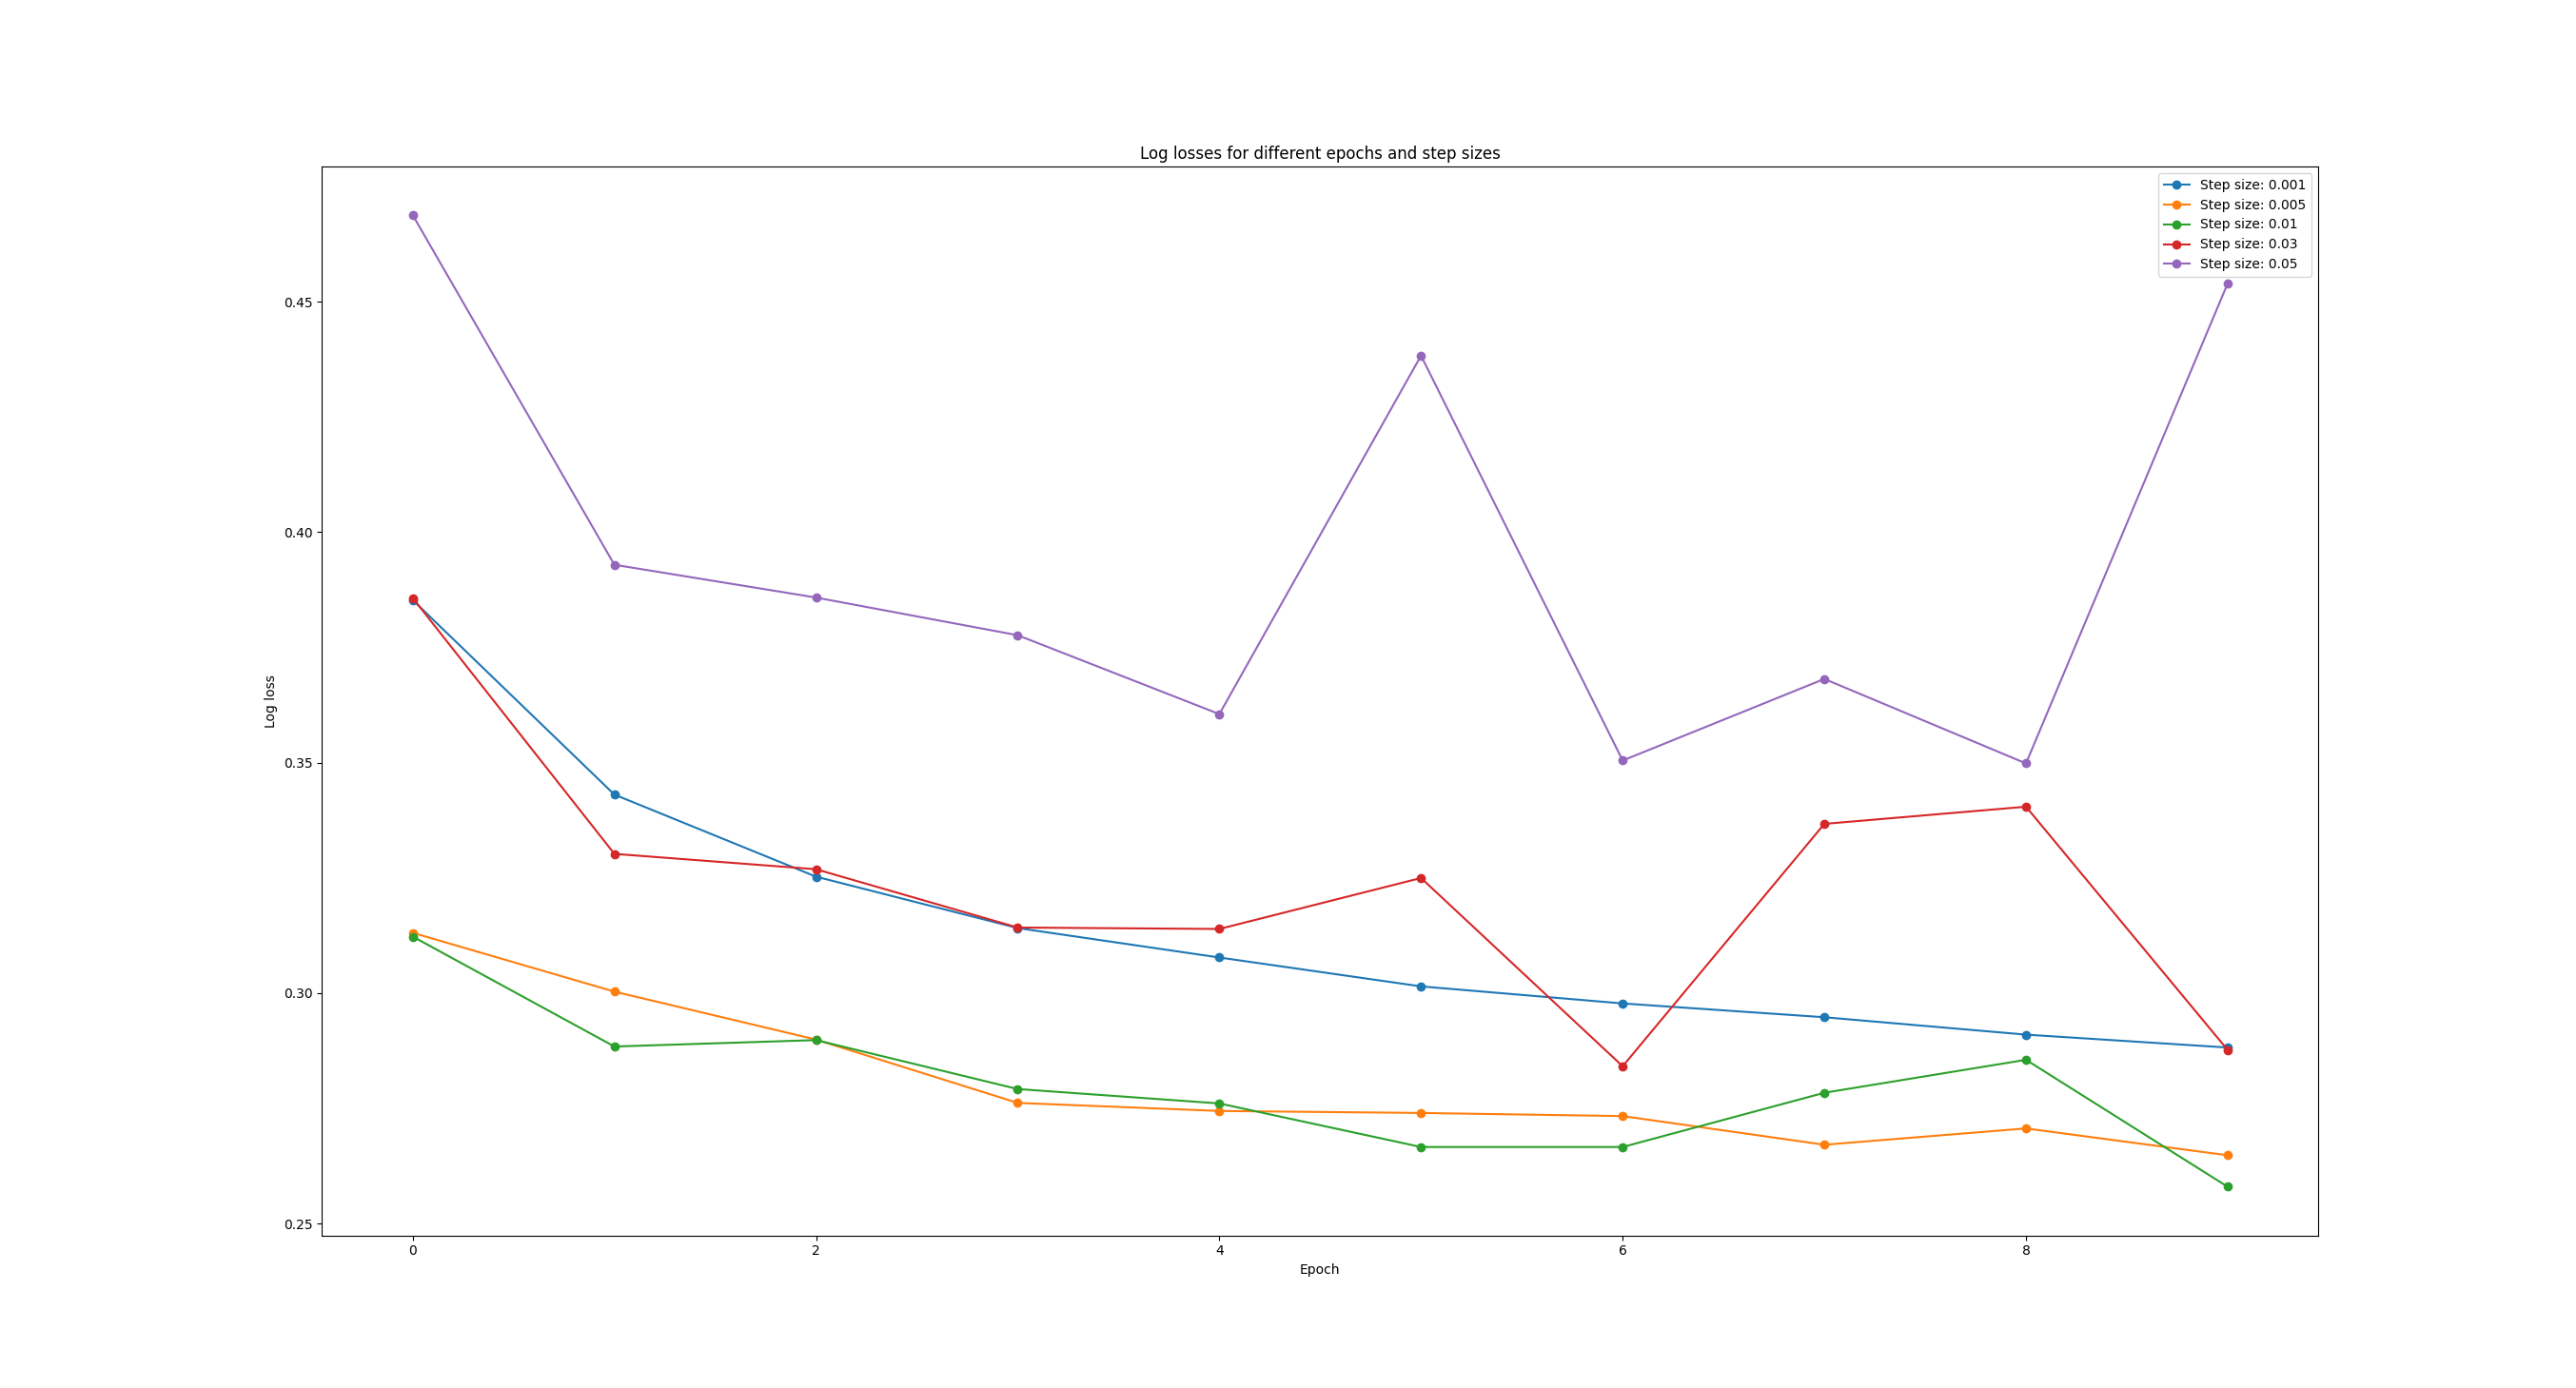 Log losses for different epochs and step sizes
Step size: 0.001
Step size: 0.005
Step size: 0.01
Step size: 0.03
Step size: 0.05
0.45
0.40
0.35
0.30
0.25
Log loss
0 2 4 6 8
Epoch